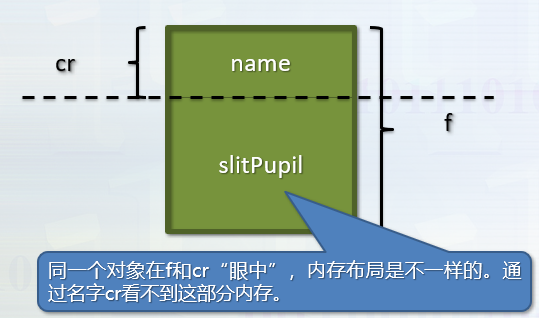 cr
name
f
slitPupil
同一个对象在f和cr“眼中”，内存布局是不一样的。通
过名字cr看不到这部分内存。